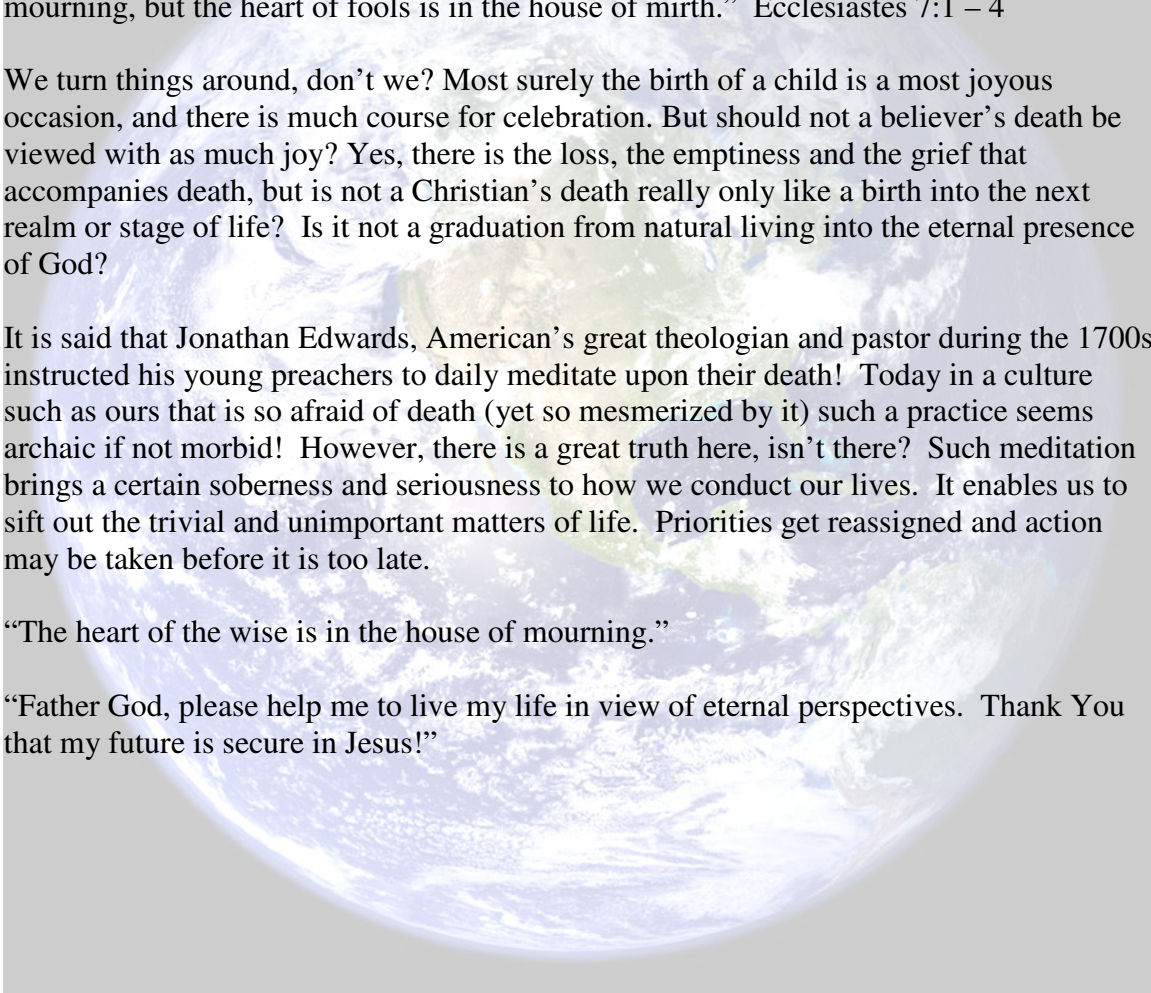 mourning, but the heart of fools is in the house of mirth.”  Ecclesiastes 7:1 – 4
We turn things around, don’t we? Most surely the birth of a child is a most joyous
occasion, and there is much course for celebration. But should not a believer’s death be
viewed with as much joy? Yes, there is the loss, the emptiness and the grief that
accompanies death, but is not a Christian’s death really only like a birth into the next
realm or stage of life?  Is it not a graduation from natural living into the eternal presence
of God?
It is said that Jonathan Edwards, American’s great theologian and pastor during the 1700s
instructed his young preachers to daily meditate upon their death!  Today in a culture
such as ours that is so afraid of death (yet so mesmerized by it) such a practice seems
archaic if not morbid!  However, there is a great truth here, isn’t there?  Such meditation
brings a certain soberness and seriousness to how we conduct our lives.  It enables us to
sift out the trivial and unimportant matters of life.  Priorities get reassigned and action
may be taken before it is too late.
“The heart of the wise is in the house of mourning.”
“Father God, please help me to live my life in view of eternal perspectives.  Thank You
that my future is secure in Jesus!”